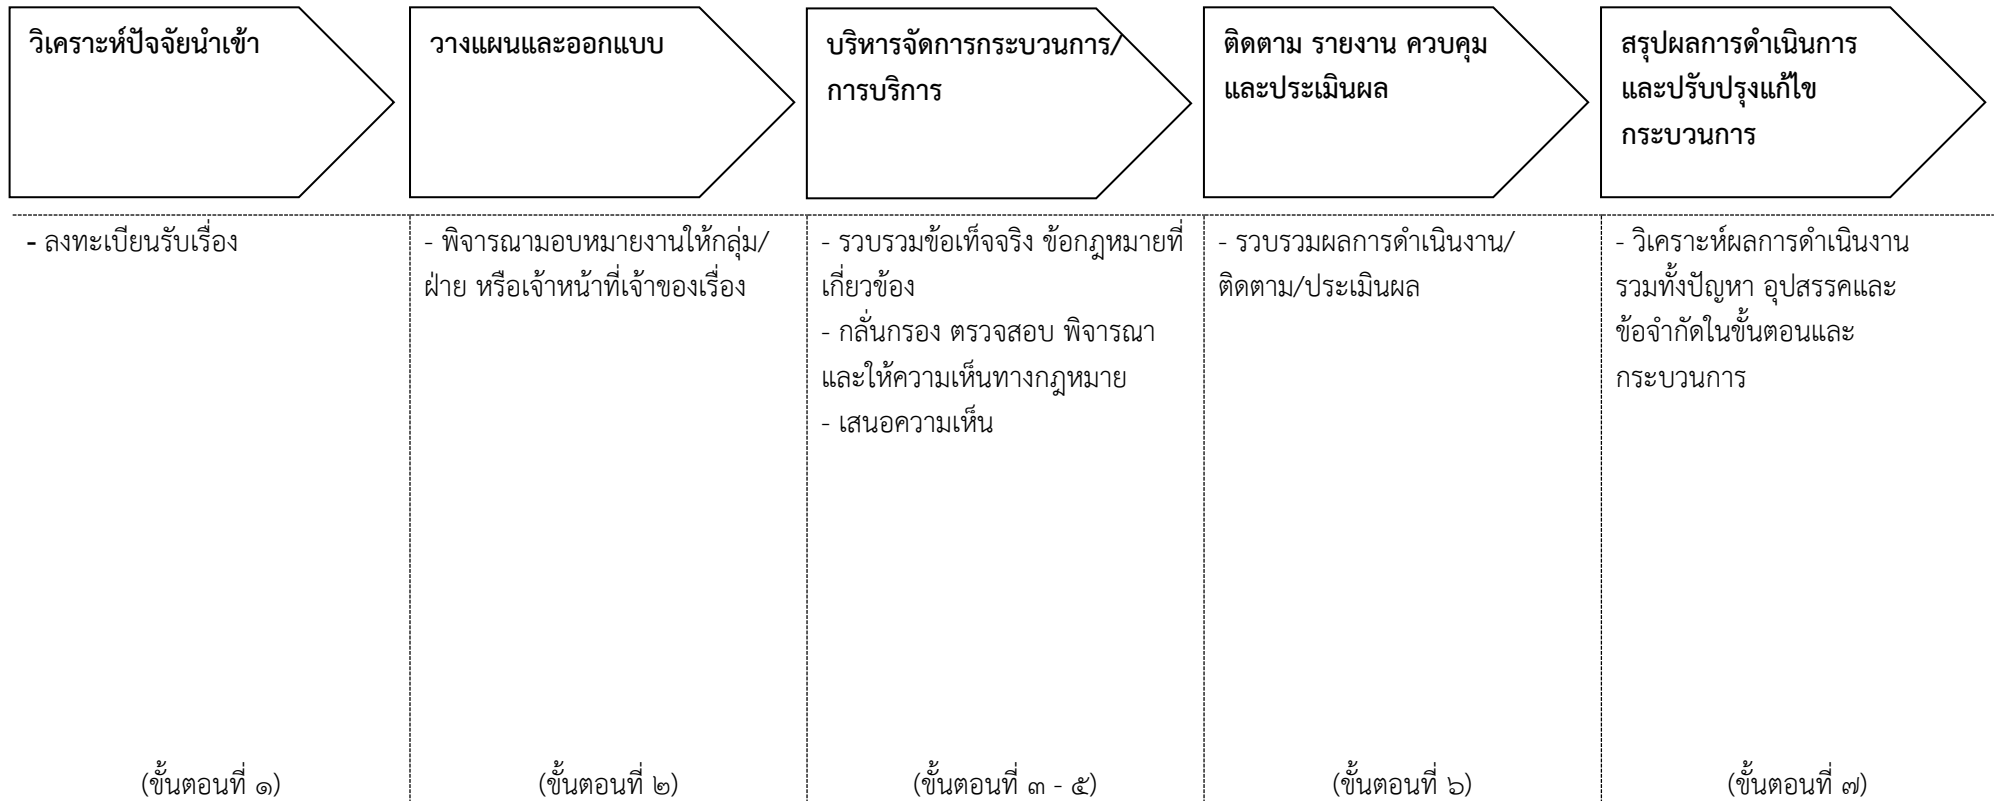 วิเคราะห์ปัจจัยนำเข้า
วางแผนและออกแบบ
บริหารจัดการกระบวนการ/
การบริการ
ติดตาม รายงาน ควบคุม
และประเมินผล
สรุปผลการดำเนินการ
และปรับปรุงแก้ไข
กระบวนการ
- ลงทะเบียนรับเรื่อง
- พิจารณามอบหมายงานให้กลุ่ม/
ฝ่าย หรือเจ้าหน้าที่เจ้าของเรื่อง
- รวบรวมข้อเท็จจริง ข้อกฎหมายที่
เกี่ยวข้อง
- กลั่นกรอง ตรวจสอบ พิจารณา
และให้ความเห็นทางกฎหมาย
- เสนอความเห็น
- รวบรวมผลการดำเนินงาน/
ติดตาม/ประเมินผล
- วิเคราะห์ผลการดำเนินงาน
รวมทั้งปัญหา อุปสรรคและ
ข้อจำกัดในขั้นตอนและ
กระบวนการ
(ขั้นตอนที่ ๑)
(ขั้นตอนที่ ๒)
(ขั้นตอนที่ ๓ - ๕)
(ขั้นตอนที่ ๖)
(ขั้นตอนที่ ๗)